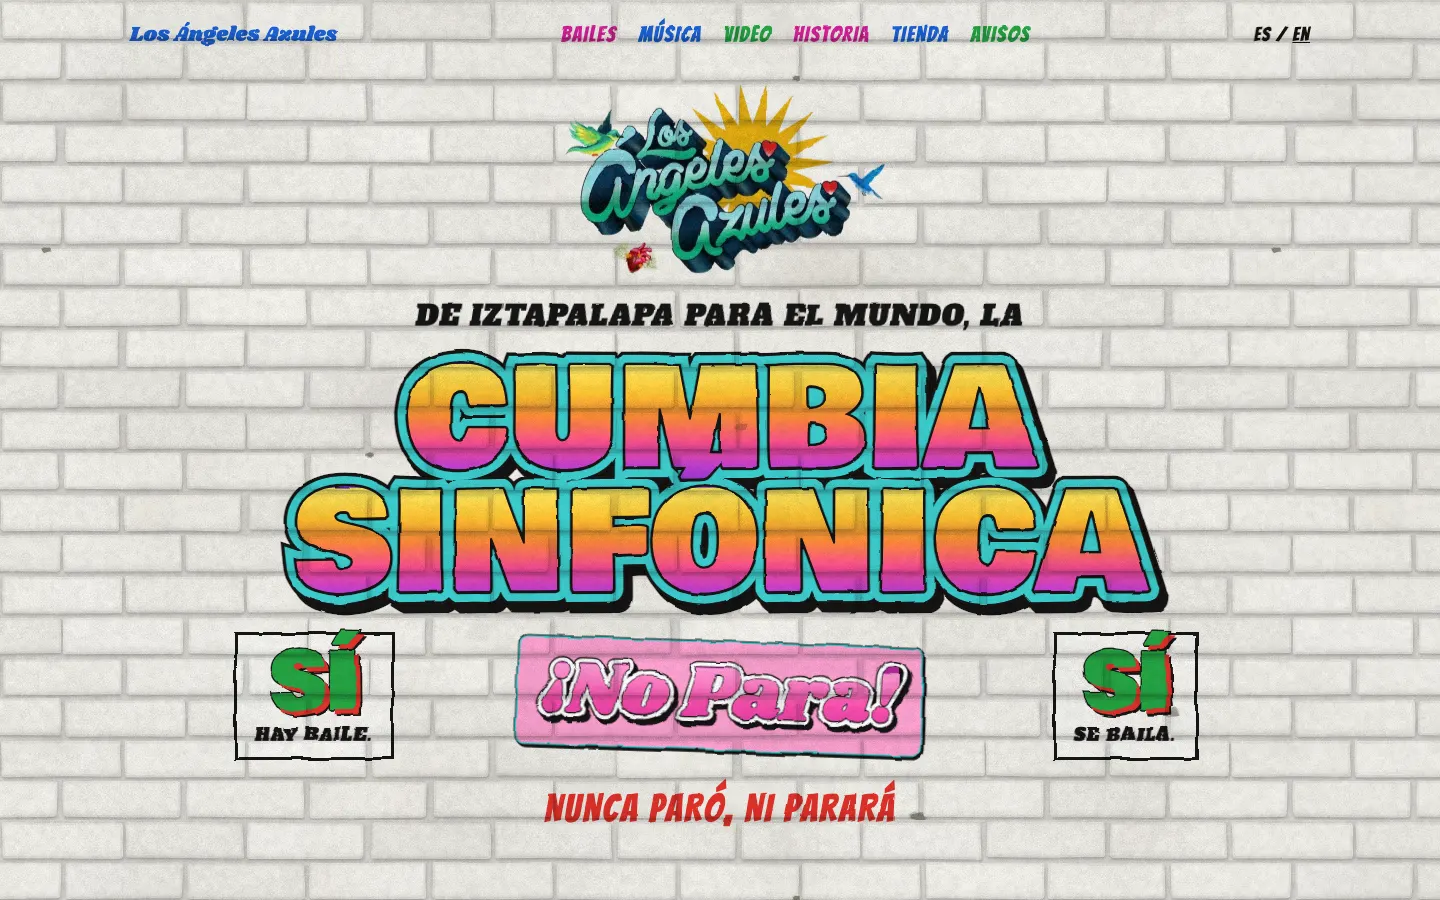 Los Ángeles Azules
BAILES MÚSICA VIDEO HISTORIA TIENDA AVISOS
ES / EN
Los
Ángeles
Azules
DE IZTAPALAPA PARA EL MUNDO, LA
CUMBIA
SINFÓNICA
SÍ
HAY BAILE.
¡No Para!
SÍ
SE BAILA.
NUNCA PARÓ, NI PARARÁ